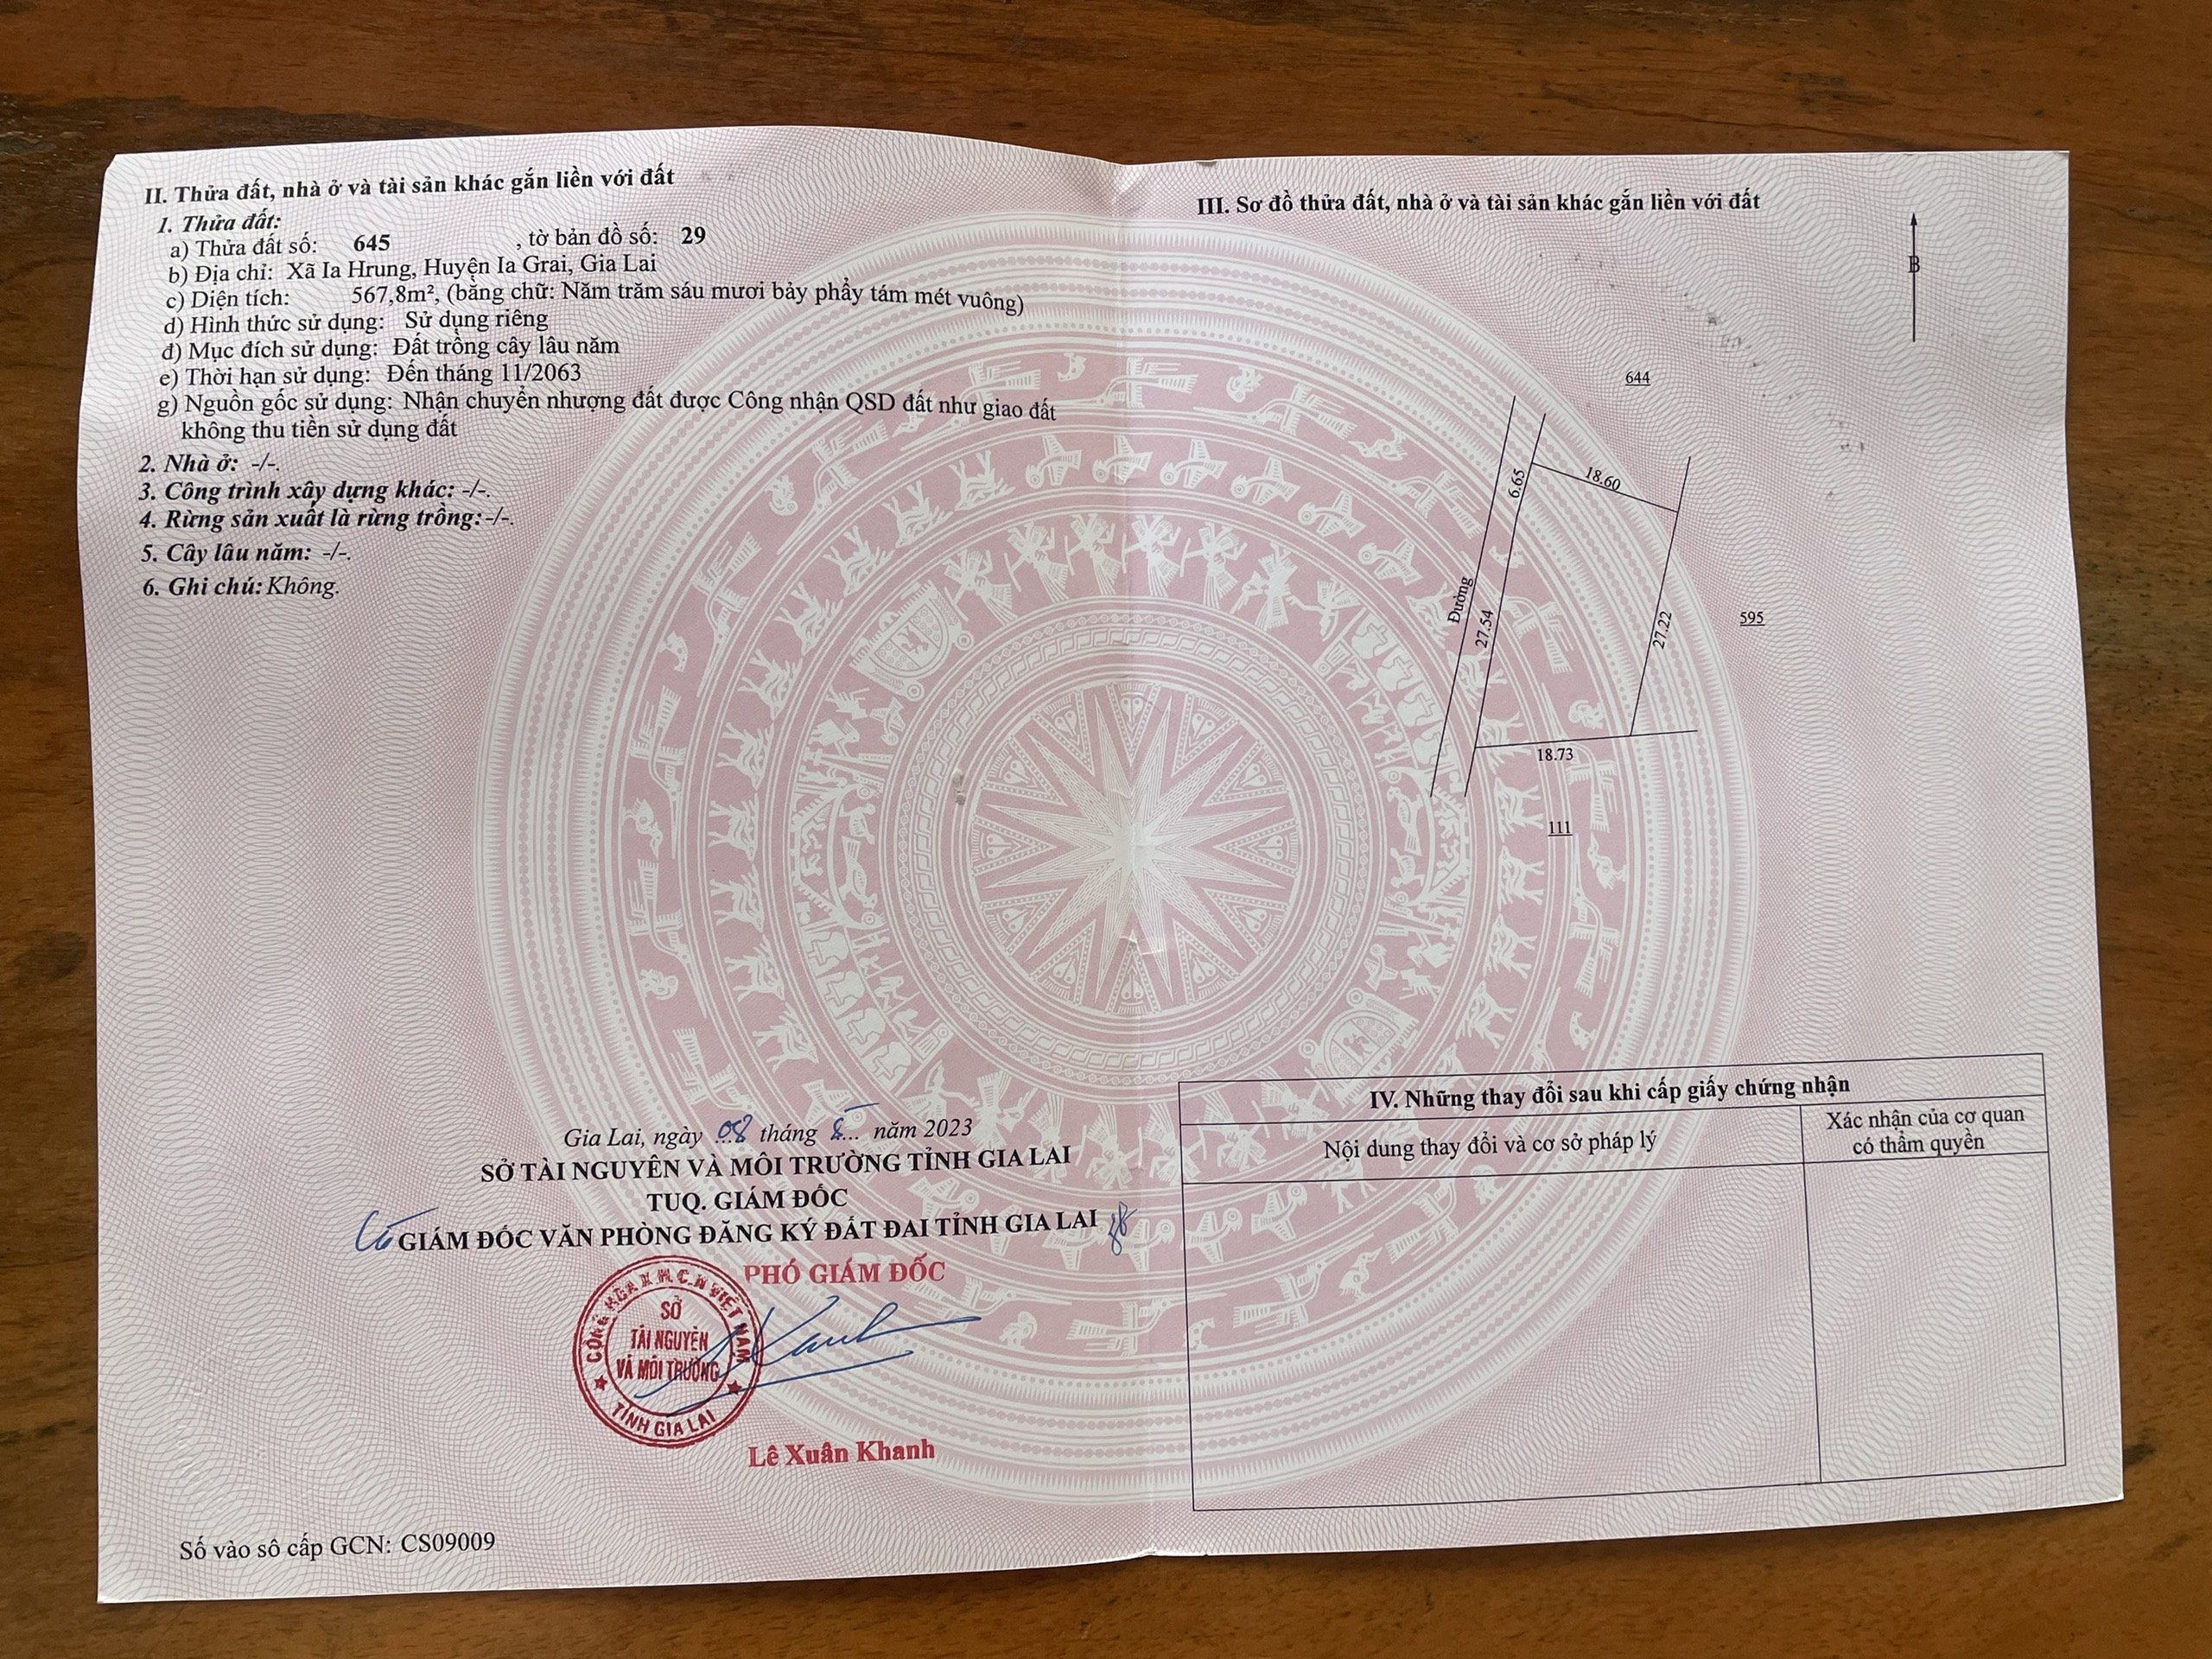 II. Thửa đất, nhà ở và tài sản khác gắn liền với đất
1. Thửa đất:
a) Thửa đất số: 645 , tờ bản đồ số: 29
b) Địa chỉ: Xã Ia Hrung, Huyện Ia Grai, Gia Lai
c) Diện tích: 567,8m², (bằng chữ: Năm trăm sáu mươi bảy phẩy tám mét vuông)
d) Hình thức sử dụng: Sử dụng riêng
đ) Mục đích sử dụng: Đất trồng cây lâu năm
e) Thời hạn sử dụng: Đến tháng 11/2063
g) Nguồn gốc sử dụng: Nhận chuyển nhượng đất được Công nhận QSD đất như giao đất
không thu tiền sử dụng đất
2. Nhà ở: -/-.
3. Công trình xây dựng khác: -/-.
4. Rừng sản xuất là rừng trồng:-/-.
5. Cây lâu năm: -/-.
6. Ghi chú: Không.
Gia Lai, ngày 08 tháng ... năm 2023
SỞ TÀI NGUYÊN VÀ MÔI TRƯỜNG TỈNH GIA LAI
TUQ. GIÁM ĐỐC
GIÁM ĐỐC VĂN PHÒNG ĐĂNG KÝ ĐẤT ĐAI TỈNH GIA LAI
PHÓ GIÁM ĐỐC
CỘNG HÒA X.H.C.N VIỆT NAM
SỞ
TÀI NGUYÊN
VÀ MÔI TRƯỜNG
TỈNH GIA LAI
Lê Xuân Khanh
Số vào sổ cấp GCN: CS09009
III. Sơ đồ thửa đất, nhà ở và tài sản khác gắn liền với đất
B
644
6.65
18.60
Đường
27.54
27.22
595
18.73
111
IV. Những thay đổi sau khi cấp giấy chứng nhận
Nội dung thay đổi và cơ sở pháp lý
Xác nhận của cơ quan
có thẩm quyền